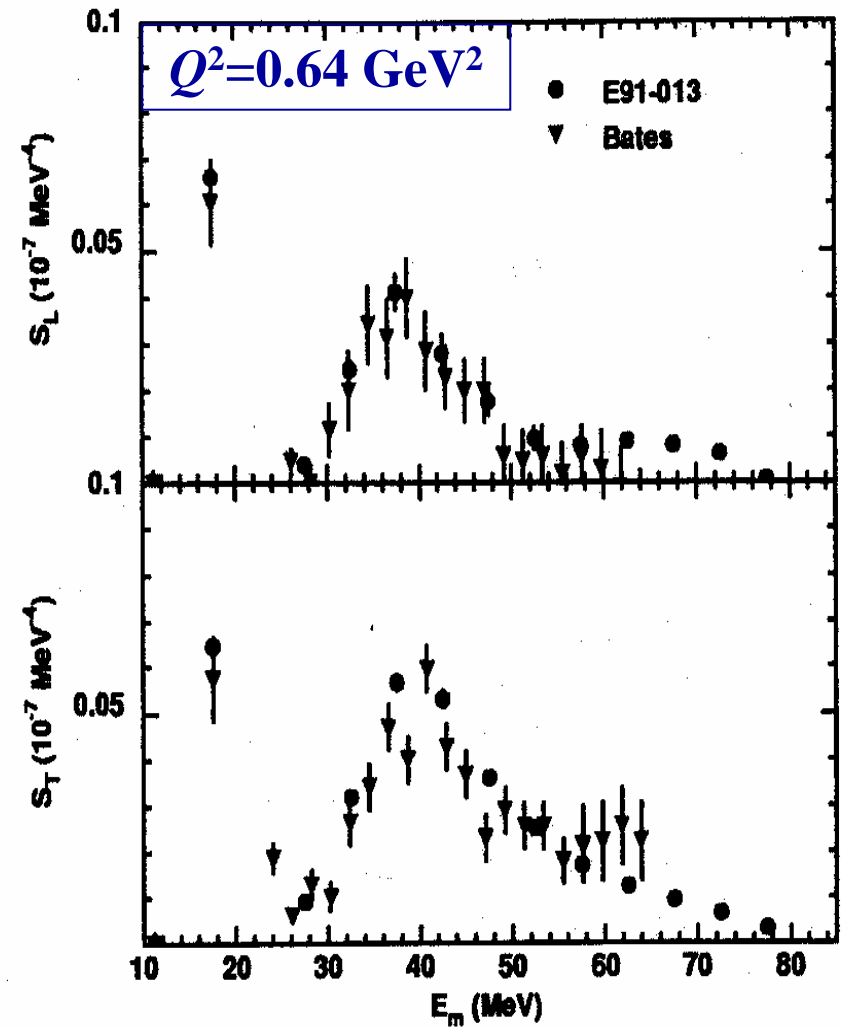 0.1
Q²=0.64 GeV²
E91-013
Bates
0.05
S_L (10⁻⁷ MeV⁻⁴)
0.1
0.05
S_T (10⁻⁷ MeV⁻⁴)
10 20 30 40 50 60 70 80
E_m (MeV)